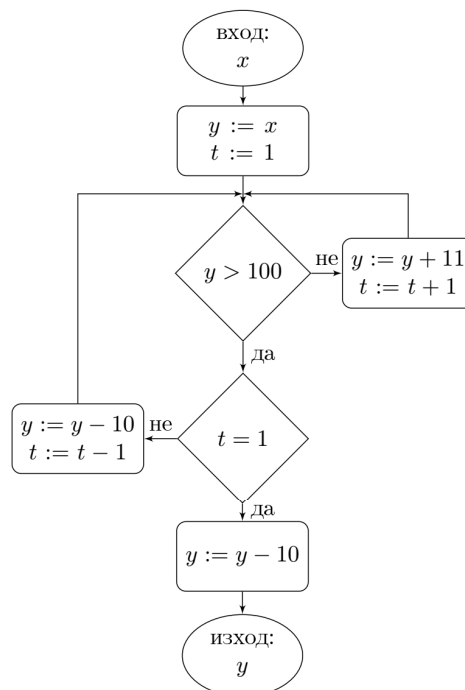 вход:
x
y := x
t := 1
y > 100
не
y := y + 11
t := t + 1
да
y := y − 10
t := t − 1
не
t = 1
да
y := y − 10
изход:
y